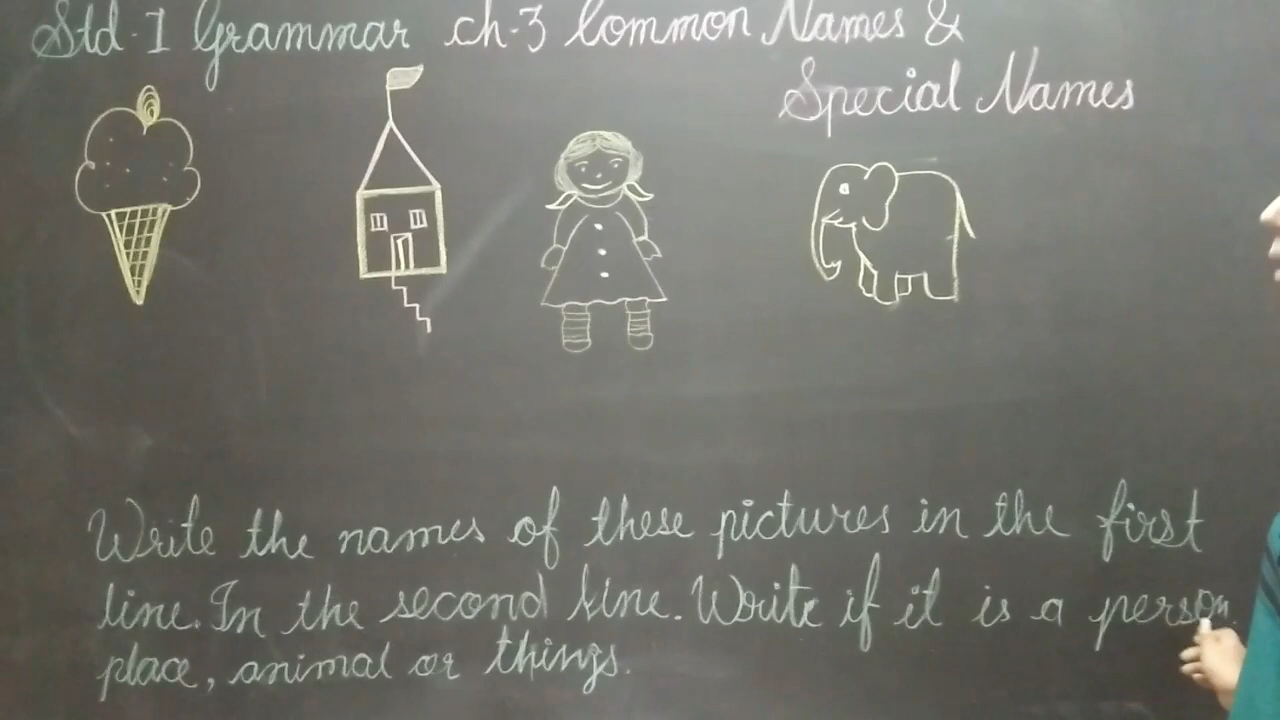 Std-1 Grammar ch-3 Common Names &
Special Names
Write the names of these pictures in the first
line. In the second line. Write if it is a person
place, animal or things.